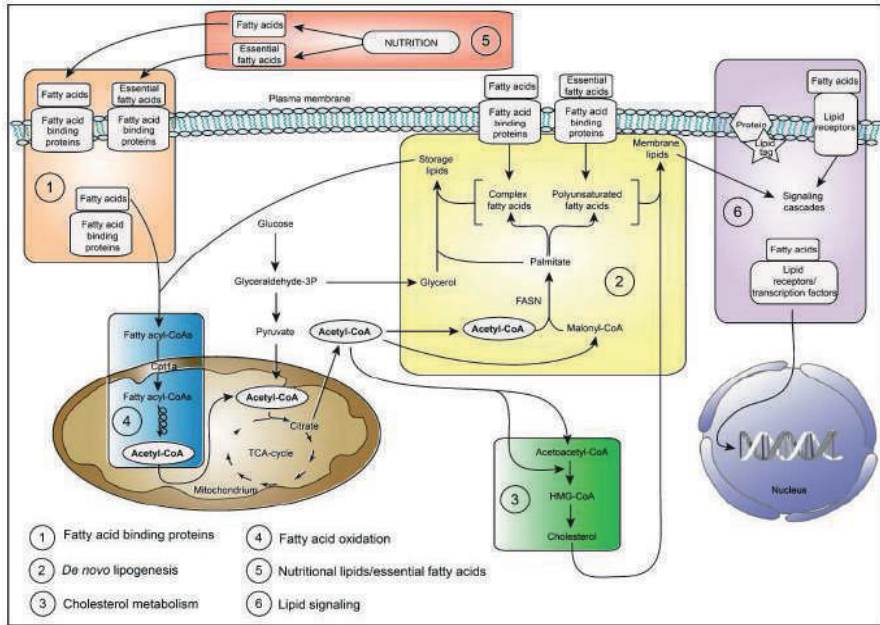 Fatty acids
Essential
fatty acids
NUTRITION
5
Fatty acids
Essential
fatty acids
Fatty acid
binding
proteins
Fatty acid
binding
proteins
1
Fatty acids
Fatty acid
binding
proteins
Plasma membrane
Fatty acids
Essential
fatty acids
Fatty acid
binding
proteins
Fatty acid
binding
proteins
Membrane
lipids
Storage
lipids
Complex
fatty acids
Polyunsaturated
fatty acids
Palmitate
2
Glycerol
FASN
Acetyl-CoA
Malonyl-CoA
Fatty acids
Lipid
receptors
Protein
Lipid
tag
Signaling
cascades
6
Fatty acids
Lipid
receptors/
transcription factors
Glucose
Glyceraldehyde-3P
Pyruvate
Acetyl-CoA
Fatty acyl-CoAs
Cpt1a
Fatty acyl-CoAs
4
Acetyl-CoA
Acetyl-CoA
Citrate
TCA-cycle
Mitochondrium
Acetoacetyl-CoA
3
HMG-CoA
Cholesterol
Nucleus
1 Fatty acid binding proteins
2 De novo lipogenesis
3 Cholesterol metabolism
4 Fatty acid oxidation
5 Nutritional lipids/essential fatty acids
6 Lipid signaling